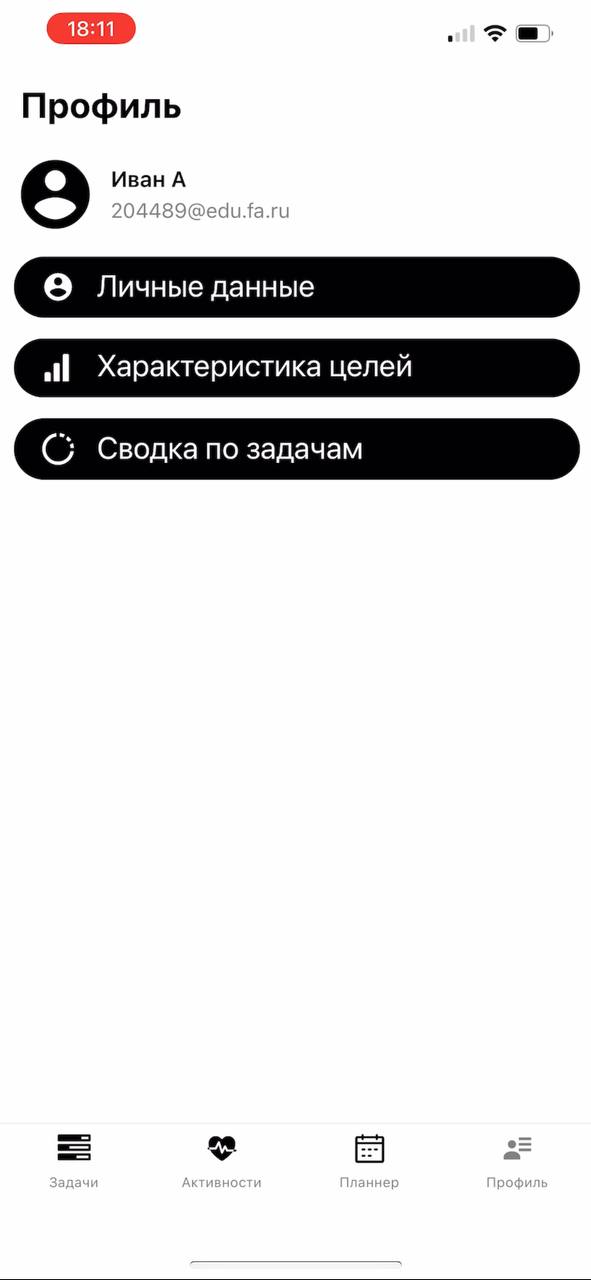 18:11
Профиль
Иван А
204489@edu.fa.ru
Личные данные
Характеристика целей
Сводка по задачам
Задачи
Активности
Планнер
Профиль